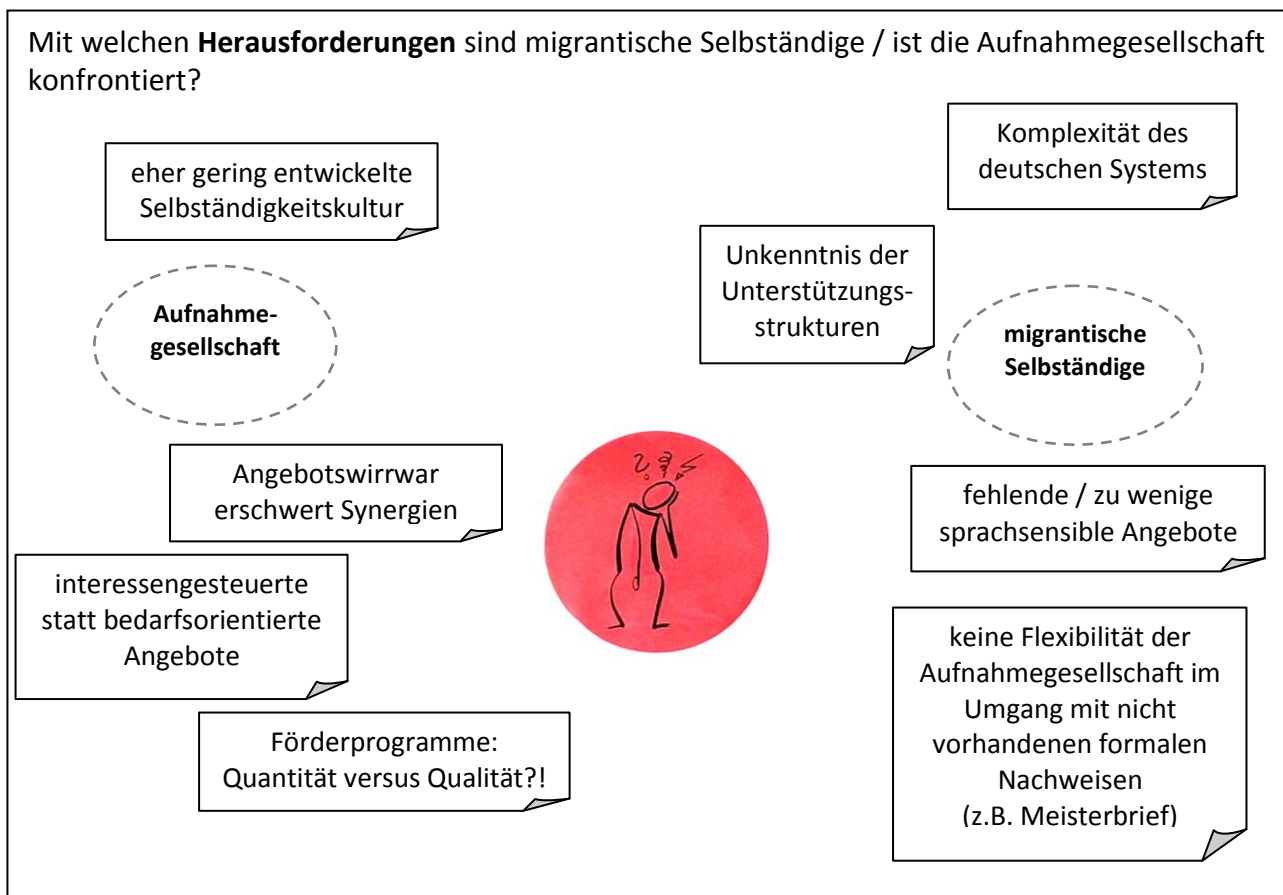 Mit welchen Herausforderungen sind migrantische Selbständige / ist die Aufnahmegesellschaft
konfrontiert?
eher gering entwickelte
Selbständigkeitskultur
Aufnahme-
gesellschaft
Angebotswirrwar
erschwert Synergien
interessengesteuerte
statt bedarfsorientierte
Angebote
Förderprogramme:
Quantität versus Qualität?!
Komplexität des
deutschen Systems
Unkenntnis der
Unterstützungs-
strukturen
migrantische
Selbständige
fehlende / zu wenige
sprachsensible Angebote
keine Flexibilität der
Aufnahmegesellschaft im
Umgang mit nicht
vorhandenen formalen
Nachweisen
(z.B. Meisterbrief)